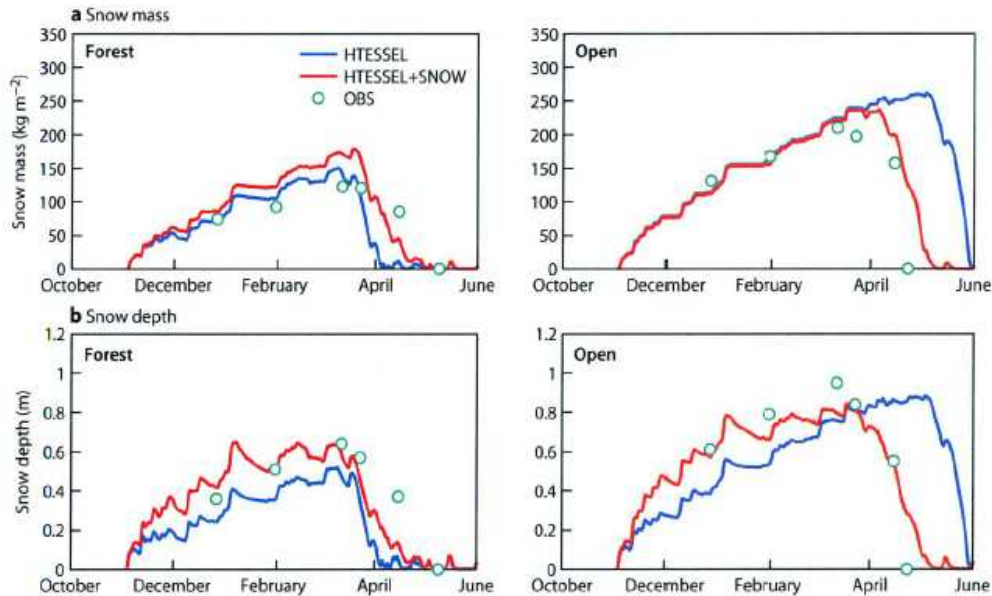 a Snow mass
350
300
250
200
150
100
50
0
Snow mass (kg m−2)
Forest
HTESSEL
HTESSEL+SNOW
OBS
October December February April June
350
300
250
200
150
100
50
0
Open
October December February April June
b Snow depth
1.2
1
0.8
0.6
0.4
0.2
0
Snow depth (m)
Forest
October December February April June
1.2
1
0.8
0.6
0.4
0.2
0
Open
October December February April June